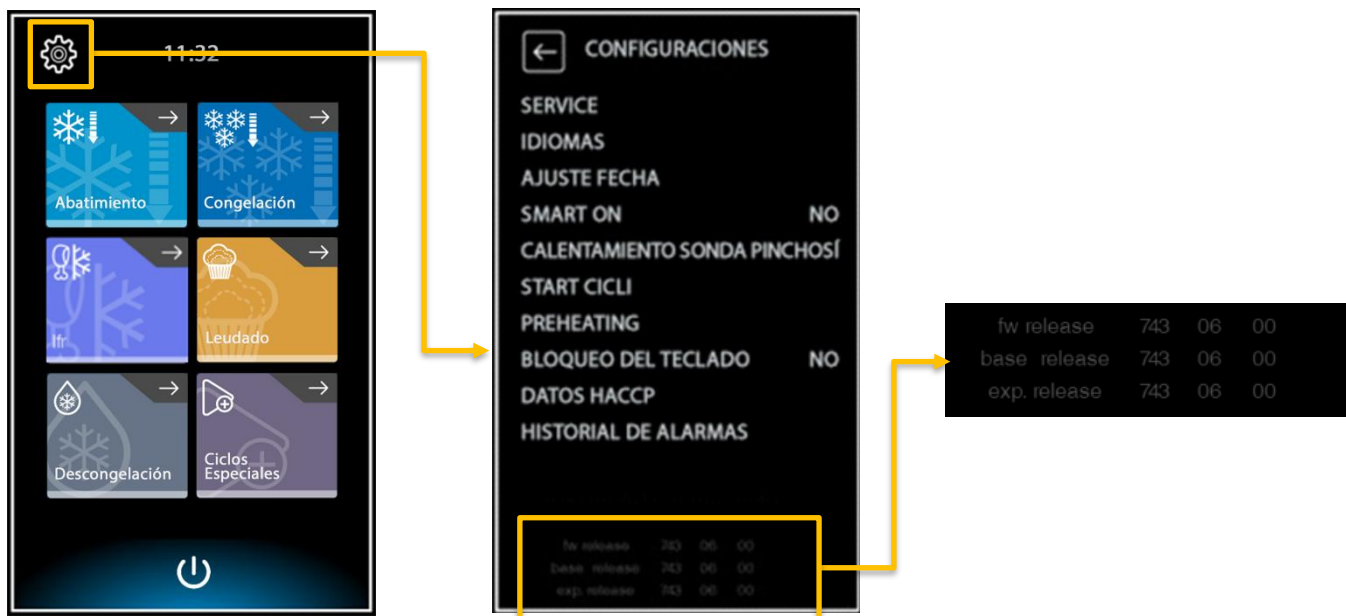 11:32
Abatimiento
Congelación
Ifr
Leudado
Descongelación
Ciclos
Especiales
CONFIGURACIONES
SERVICE
IDIOMAS
AJUSTE FECHA
SMART ON NO
CALENTAMIENTO SONDA PINCHOSÍ
START CICLI
PREHEATING
BLOQUEO DEL TECLADO NO
DATOS HACCP
HISTORIAL DE ALARMAS
fw release 743 06 00
base release 743 06 00
exp. release 743 06 00
fw release 743 06 00
base release 743 06 00
exp. release 743 06 00